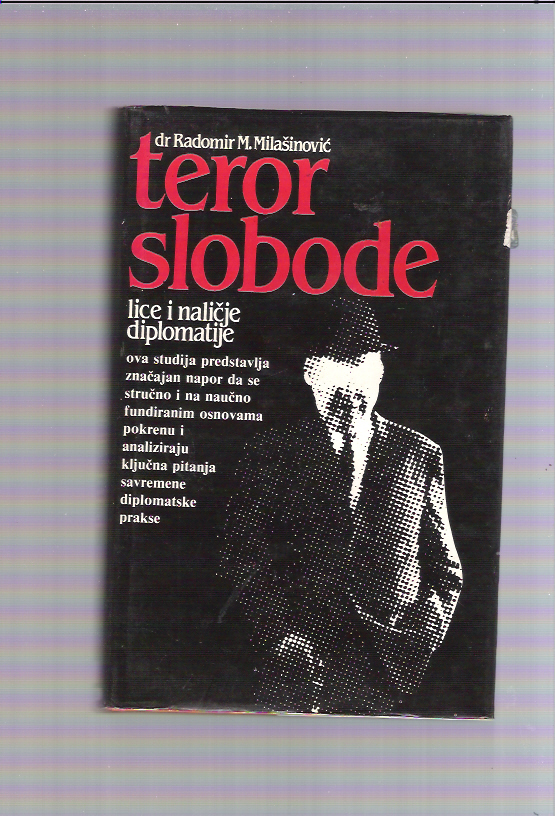 dr Radomir M. Milašinović
teror
slobode
lice i naličje
diplomatije
ova studija predstavlja
značajan napor da se
stručno i na naučno
fundiranim osnovama
pokrenu i
analiziraju
ključna pitanja
savremene
diplomatske
prakse